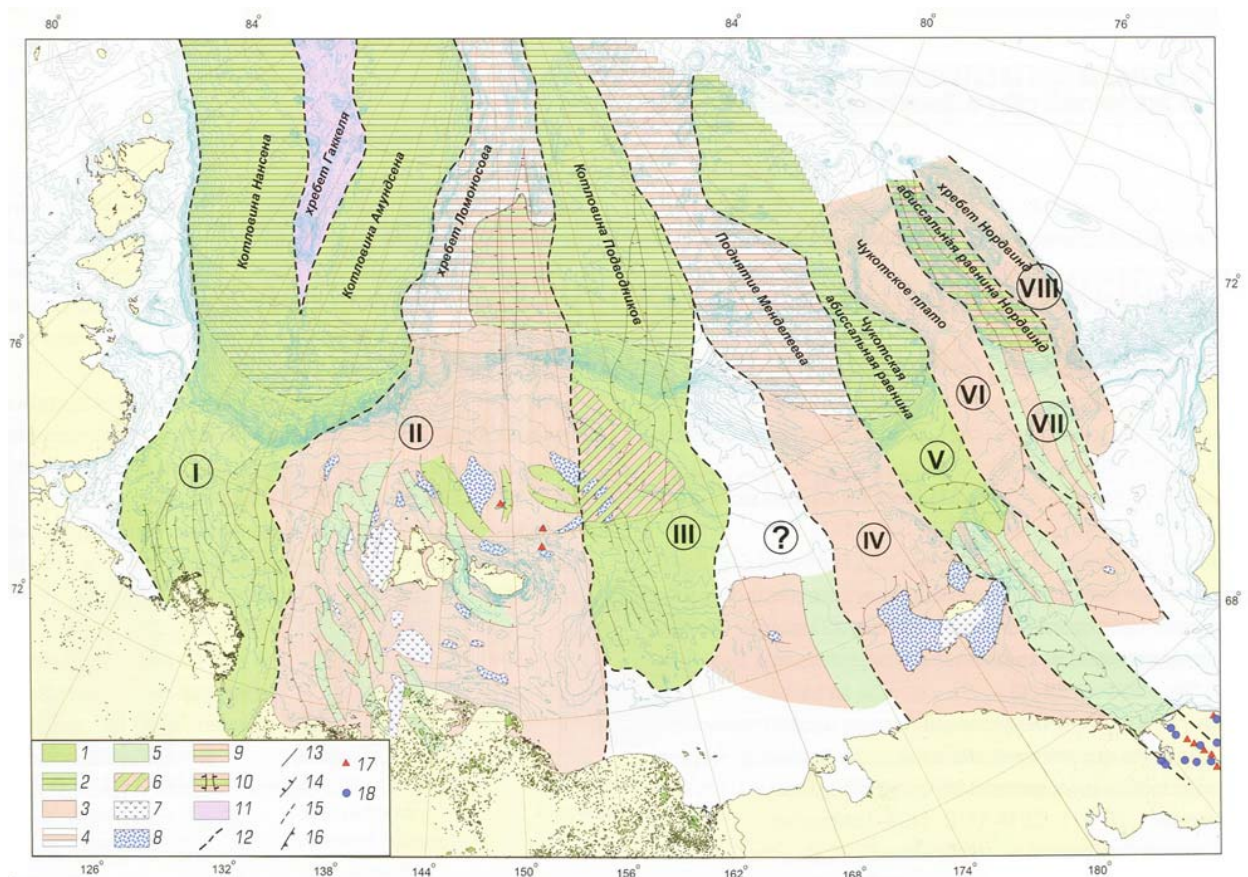 80°
84°
80°
76°
Котловина Нансена
хребет Гаккеля
Котловина Амундсена
хребет Ломоносова
Котловина Подводников
Поднятие Менделеева
Чукотская
абиссальная равнина
Чукотское плато
абиссальная равнина Нордвинд
хребет Нордвинд
VIII
72°
76°
VI
VII
II
I
V
III
?
IV
72°
68°
1
5
9
13
17
2
6
10
14
18
3
7
11
15
4
8
12
16
126°
132°
138°
144°
150°
156°
162°
168°
174°
180°